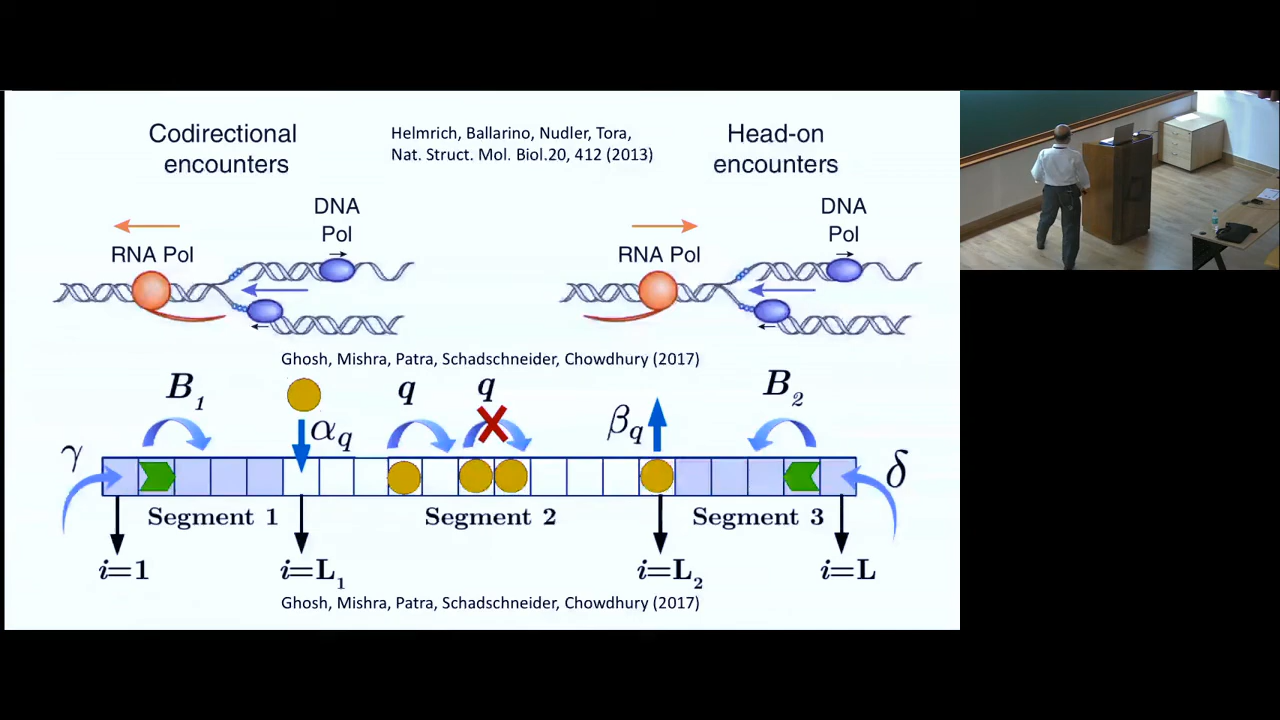 Codirectional
encounters
Helmrich, Ballarino, Nudler, Tora,
Nat. Struct. Mol. Biol.20, 412 (2013)
Head-on
encounters
DNA
Pol
RNA Pol
DNA
Pol
RNA Pol
Ghosh, Mishra, Patra, Schadschneider, Chowdhury (2017)
B₁
q
q
B₂
α_q
β_q
γ
δ
Segment 1
Segment 2
Segment 3
i=1
i=L₁
i=L₂
i=L
Ghosh, Mishra, Patra, Schadschneider, Chowdhury (2017)